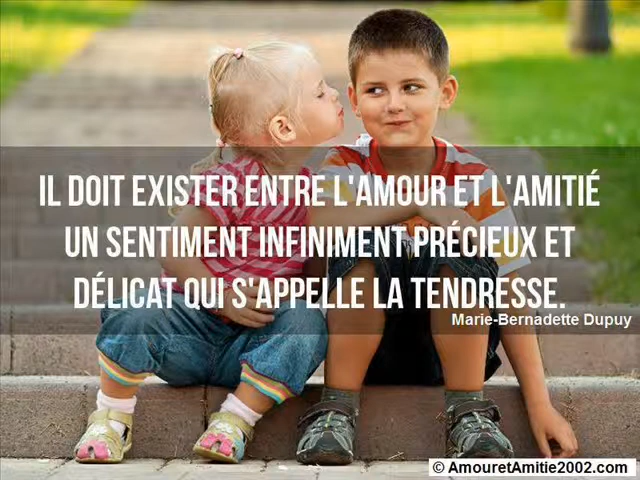 IL DOIT EXISTER ENTRE L'AMOUR ET L'AMITIÉ
UN SENTIMENT INFINIMENT PRÉCIEUX ET
DÉLICAT QUI S'APPELLE LA TENDRESSE.
Marie-Bernadette Dupuy
© AmouretAmitie2002.com